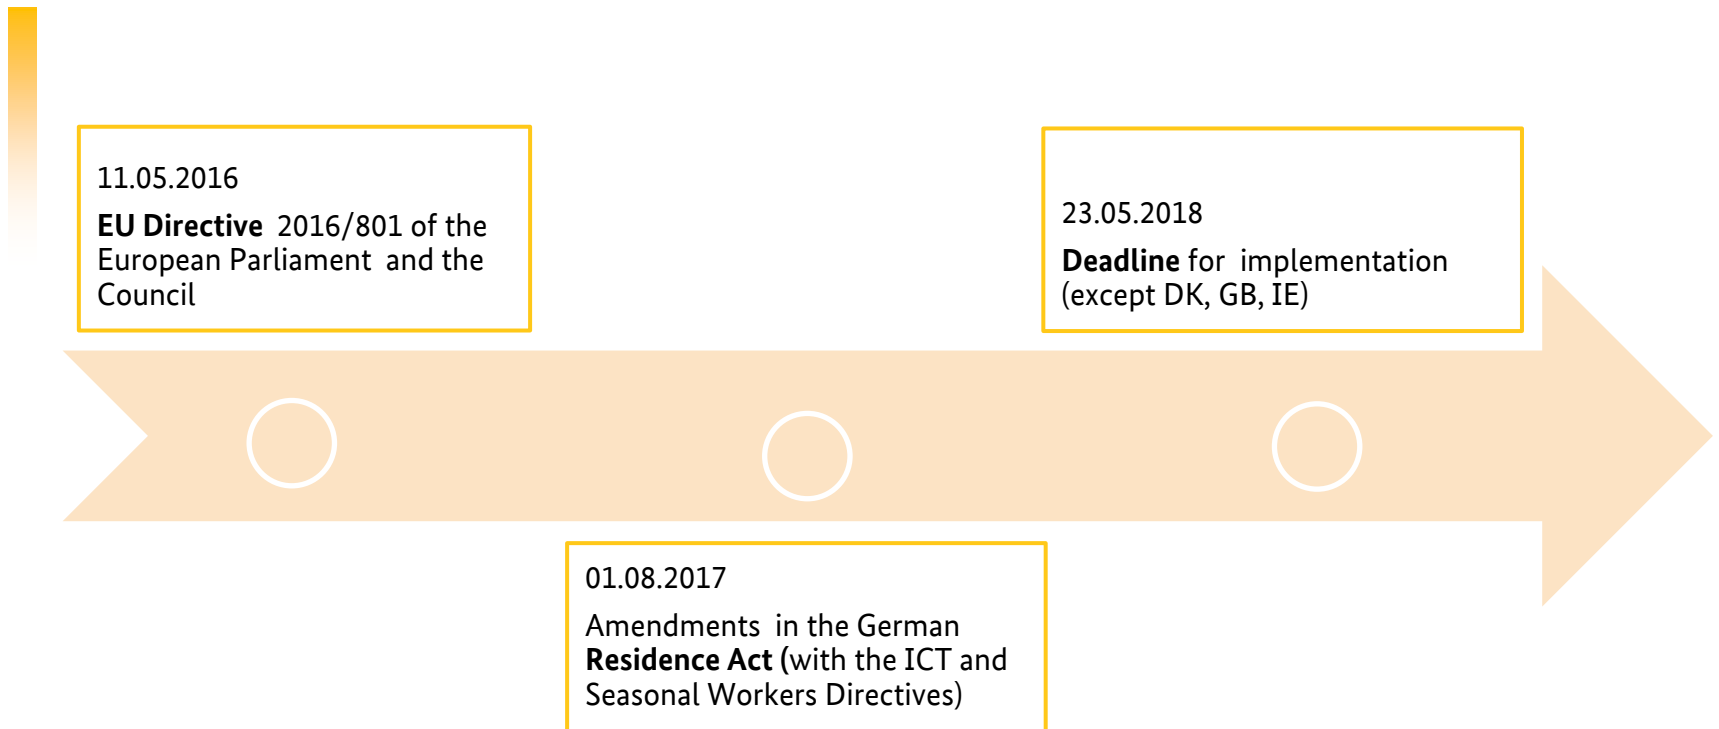 11.05.2016
EU Directive  2016/801 of the
European Parliament  and the
Council
23.05.2018
Deadline for  implementation
(except DK, GB, IE)
01.08.2017
Amendments  in the German
Residence Act (with the ICT and
Seasonal Workers Directives)